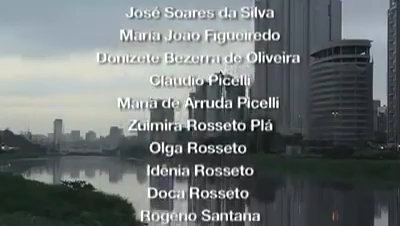 José Soares da Silva
Maria Joao Figueiredo
Donizete Bezerra de Oliveira
Claudio Picelli
Maria de Arruda Picelli
Zulmira Rosseto Plá
Olga Rosseto
Idênia Rosseto
Doca Rosseto
Rogério Santana